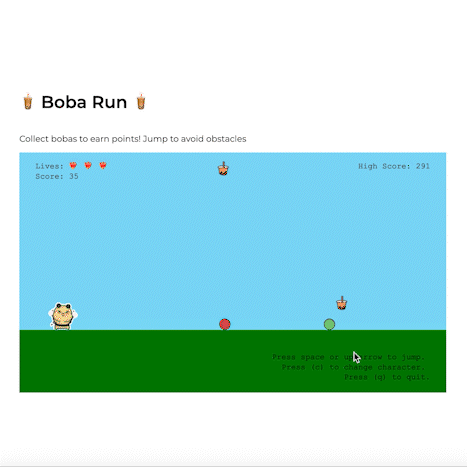 Boba Run
Collect bobas to earn points! Jump to avoid obstacles
Lives:
High Score: 291
Score: 35
Press space or up arrow to jump.
Press (c) to change character.
Press (q) to quit.